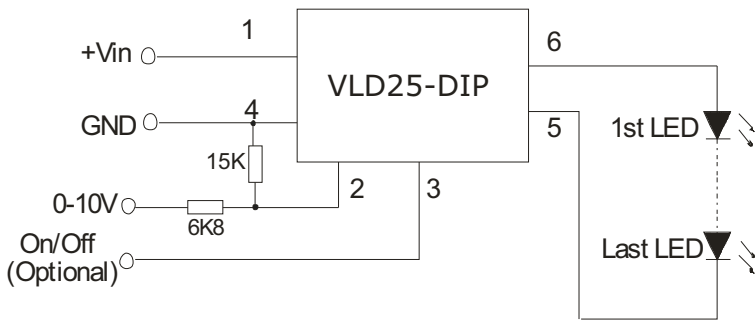 1
+Vin
VLD25-DIP
6
4
GND
5
1st LED
15K
2
3
0-10V
6K8
On/Off
(Optional)
Last LED